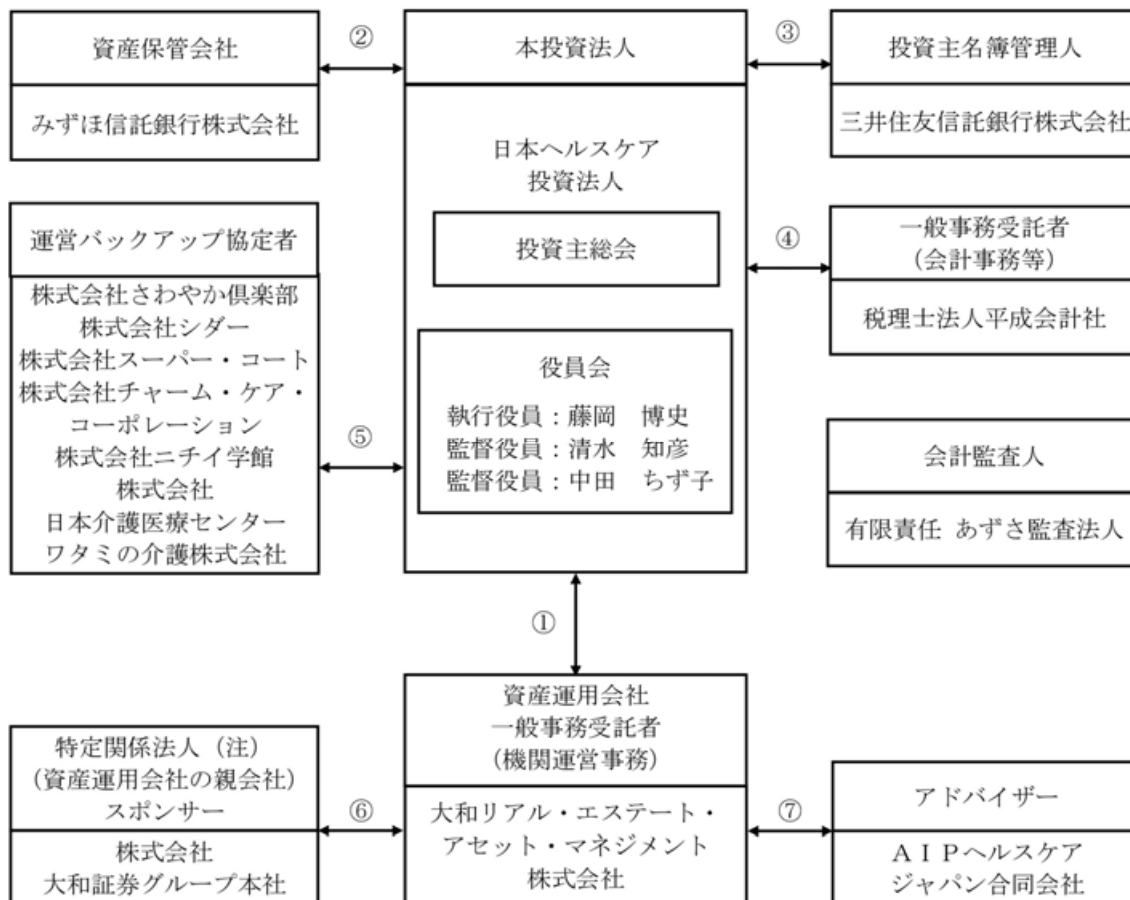 資産保管会社
みずほ信託銀行株式会社
②
本投資法人
日本ヘルスケア
投資法人
投資主総会
役員会
執行役員：藤岡　博史
監督役員：清水　知彦
監督役員：中田　ちず子
③
投資主名簿管理人
三井住友信託銀行株式会社
運営バックアップ協定者
株式会社さわやか倶楽部
株式会社シダー
株式会社スーパー・コート
株式会社チャーム・ケア・
コーポレーション
株式会社ニチイ学館
株式会社
日本介護医療センター
ワタミの介護株式会社
⑤
④
一般事務受託者
（会計事務等）
税理士法人平成会計社
会計監査人
有限責任 あずさ監査法人
①
資産運用会社
一般事務受託者
（機関運営事務）
大和リアル・エステート・
アセット・マネジメント
株式会社
特定関係法人（注）
（資産運用会社の親会社）
スポンサー
株式会社
大和証券グループ本社
⑥
⑦
アドバイザー
ＡＩＰヘルスケア
ジャパン合同会社